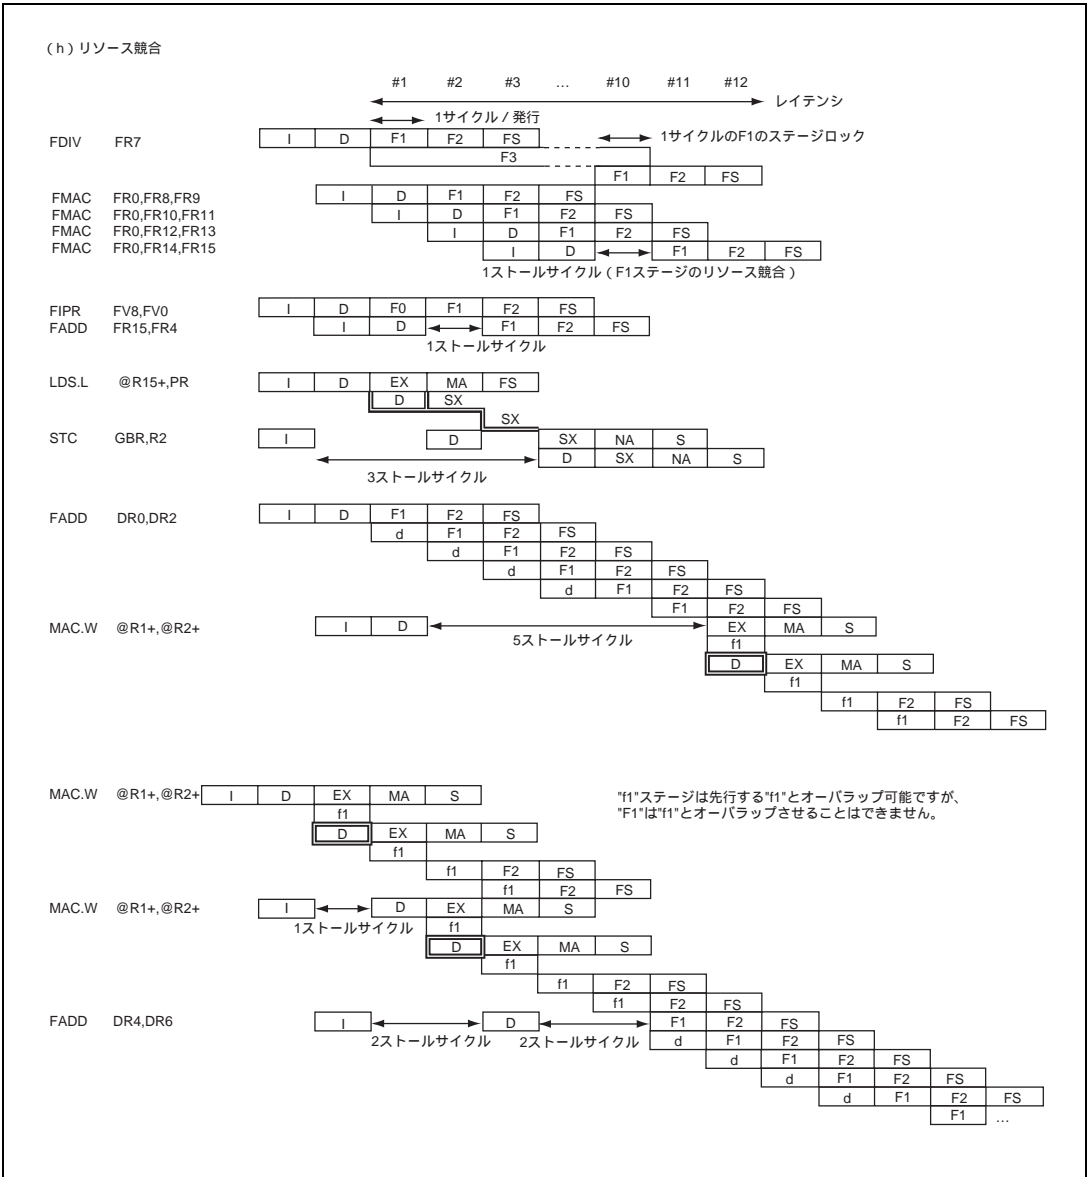 (h)リソース競合
#1 #2 #3 … #10 #11 #12
レイテンシ
1サイクル / 発行
1サイクルのF1のステージロック
FDIV FR7 I D F1 F2 FS
F3
F1 F2 FS
FMAC FR0,FR8,FR9 I D F1 F2 FS
FMAC FR0,FR10,FR11 I D F1 F2 FS
FMAC FR0,FR12,FR13 I D F1 F2 FS
FMAC FR0,FR14,FR15 I D F1 F2 FS
1ストールサイクル(F1ステージのリソース競合)
FIPR FV8,FV0 I D F0 F1 F2 FS
FADD FR15,FR4 I D F1 F2 FS
1ストールサイクル
LDS.L @R15+,PR I D EX MA FS
D SX
SX
STC GBR,R2 I D SX NA S
D SX NA S
3ストールサイクル
FADD DR0,DR2 I D F1 F2 FS
d F1 F2 FS
d F1 F2 FS
d F1 F2 FS
d F1 F2 FS
F1 F2 FS
MAC.W @R1+,@R2+ I D EX MA S
5ストールサイクル
f1
D EX MA S
f1
f1 F2 FS
f1 F2 FS
MAC.W @R1+,@R2+ I D EX MA S
"f1"ステージは先行する"f1"とオーバラップ可能ですが、
"F1"は"f1"とオーバラップさせることはできません。
f1
D EX MA S
f1
f1 F2 FS
f1 F2 FS
MAC.W @R1+,@R2+ I D EX MA S
1ストールサイクル
f1
D EX MA S
f1
f1 F2 FS
f1 F2 FS
FADD DR4,DR6 I D F1 F2 FS
2ストールサイクル 2ストールサイクル
d F1 F2 FS
d F1 F2 FS
d F1 F2 FS
d F1 F2 FS
F1 …